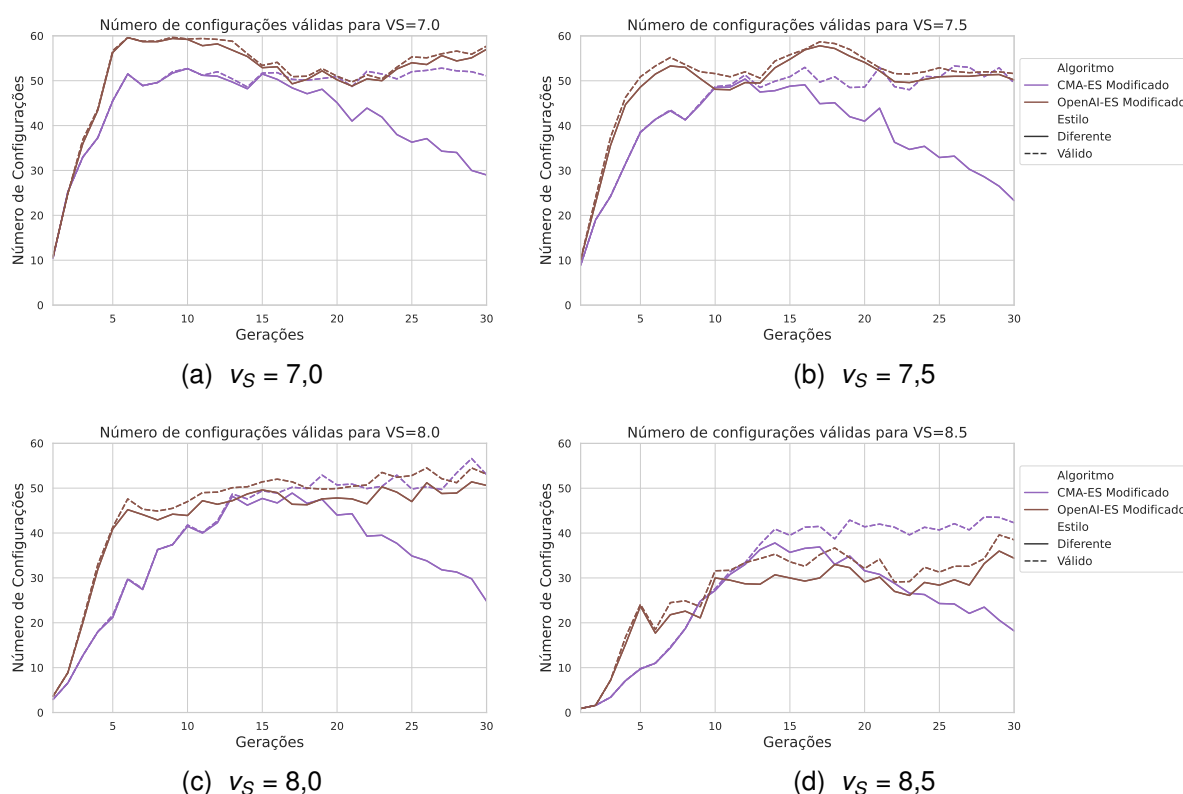 Número de configurações válidas para VS=7.0
Número de Configurações
60
50
40
30
20
10
0
5
10
15
20
25
30
Gerações
(a) vS = 7,0
Número de configurações válidas para VS=7.5
Número de Configurações
60
50
40
30
20
10
0
5
10
15
20
25
30
Gerações
(b) vS = 7,5
Algoritmo
CMA-ES Modificado
OpenAI-ES Modificado
Estilo
Diferente
Válido
Número de configurações válidas para VS=8.0
Número de Configurações
60
50
40
30
20
10
0
5
10
15
20
25
30
Gerações
(c) vS = 8,0
Número de configurações válidas para VS=8.5
Número de Configurações
60
50
40
30
20
10
0
5
10
15
20
25
30
Gerações
(d) vS = 8,5
Algoritmo
CMA-ES Modificado
OpenAI-ES Modificado
Estilo
Diferente
Válido